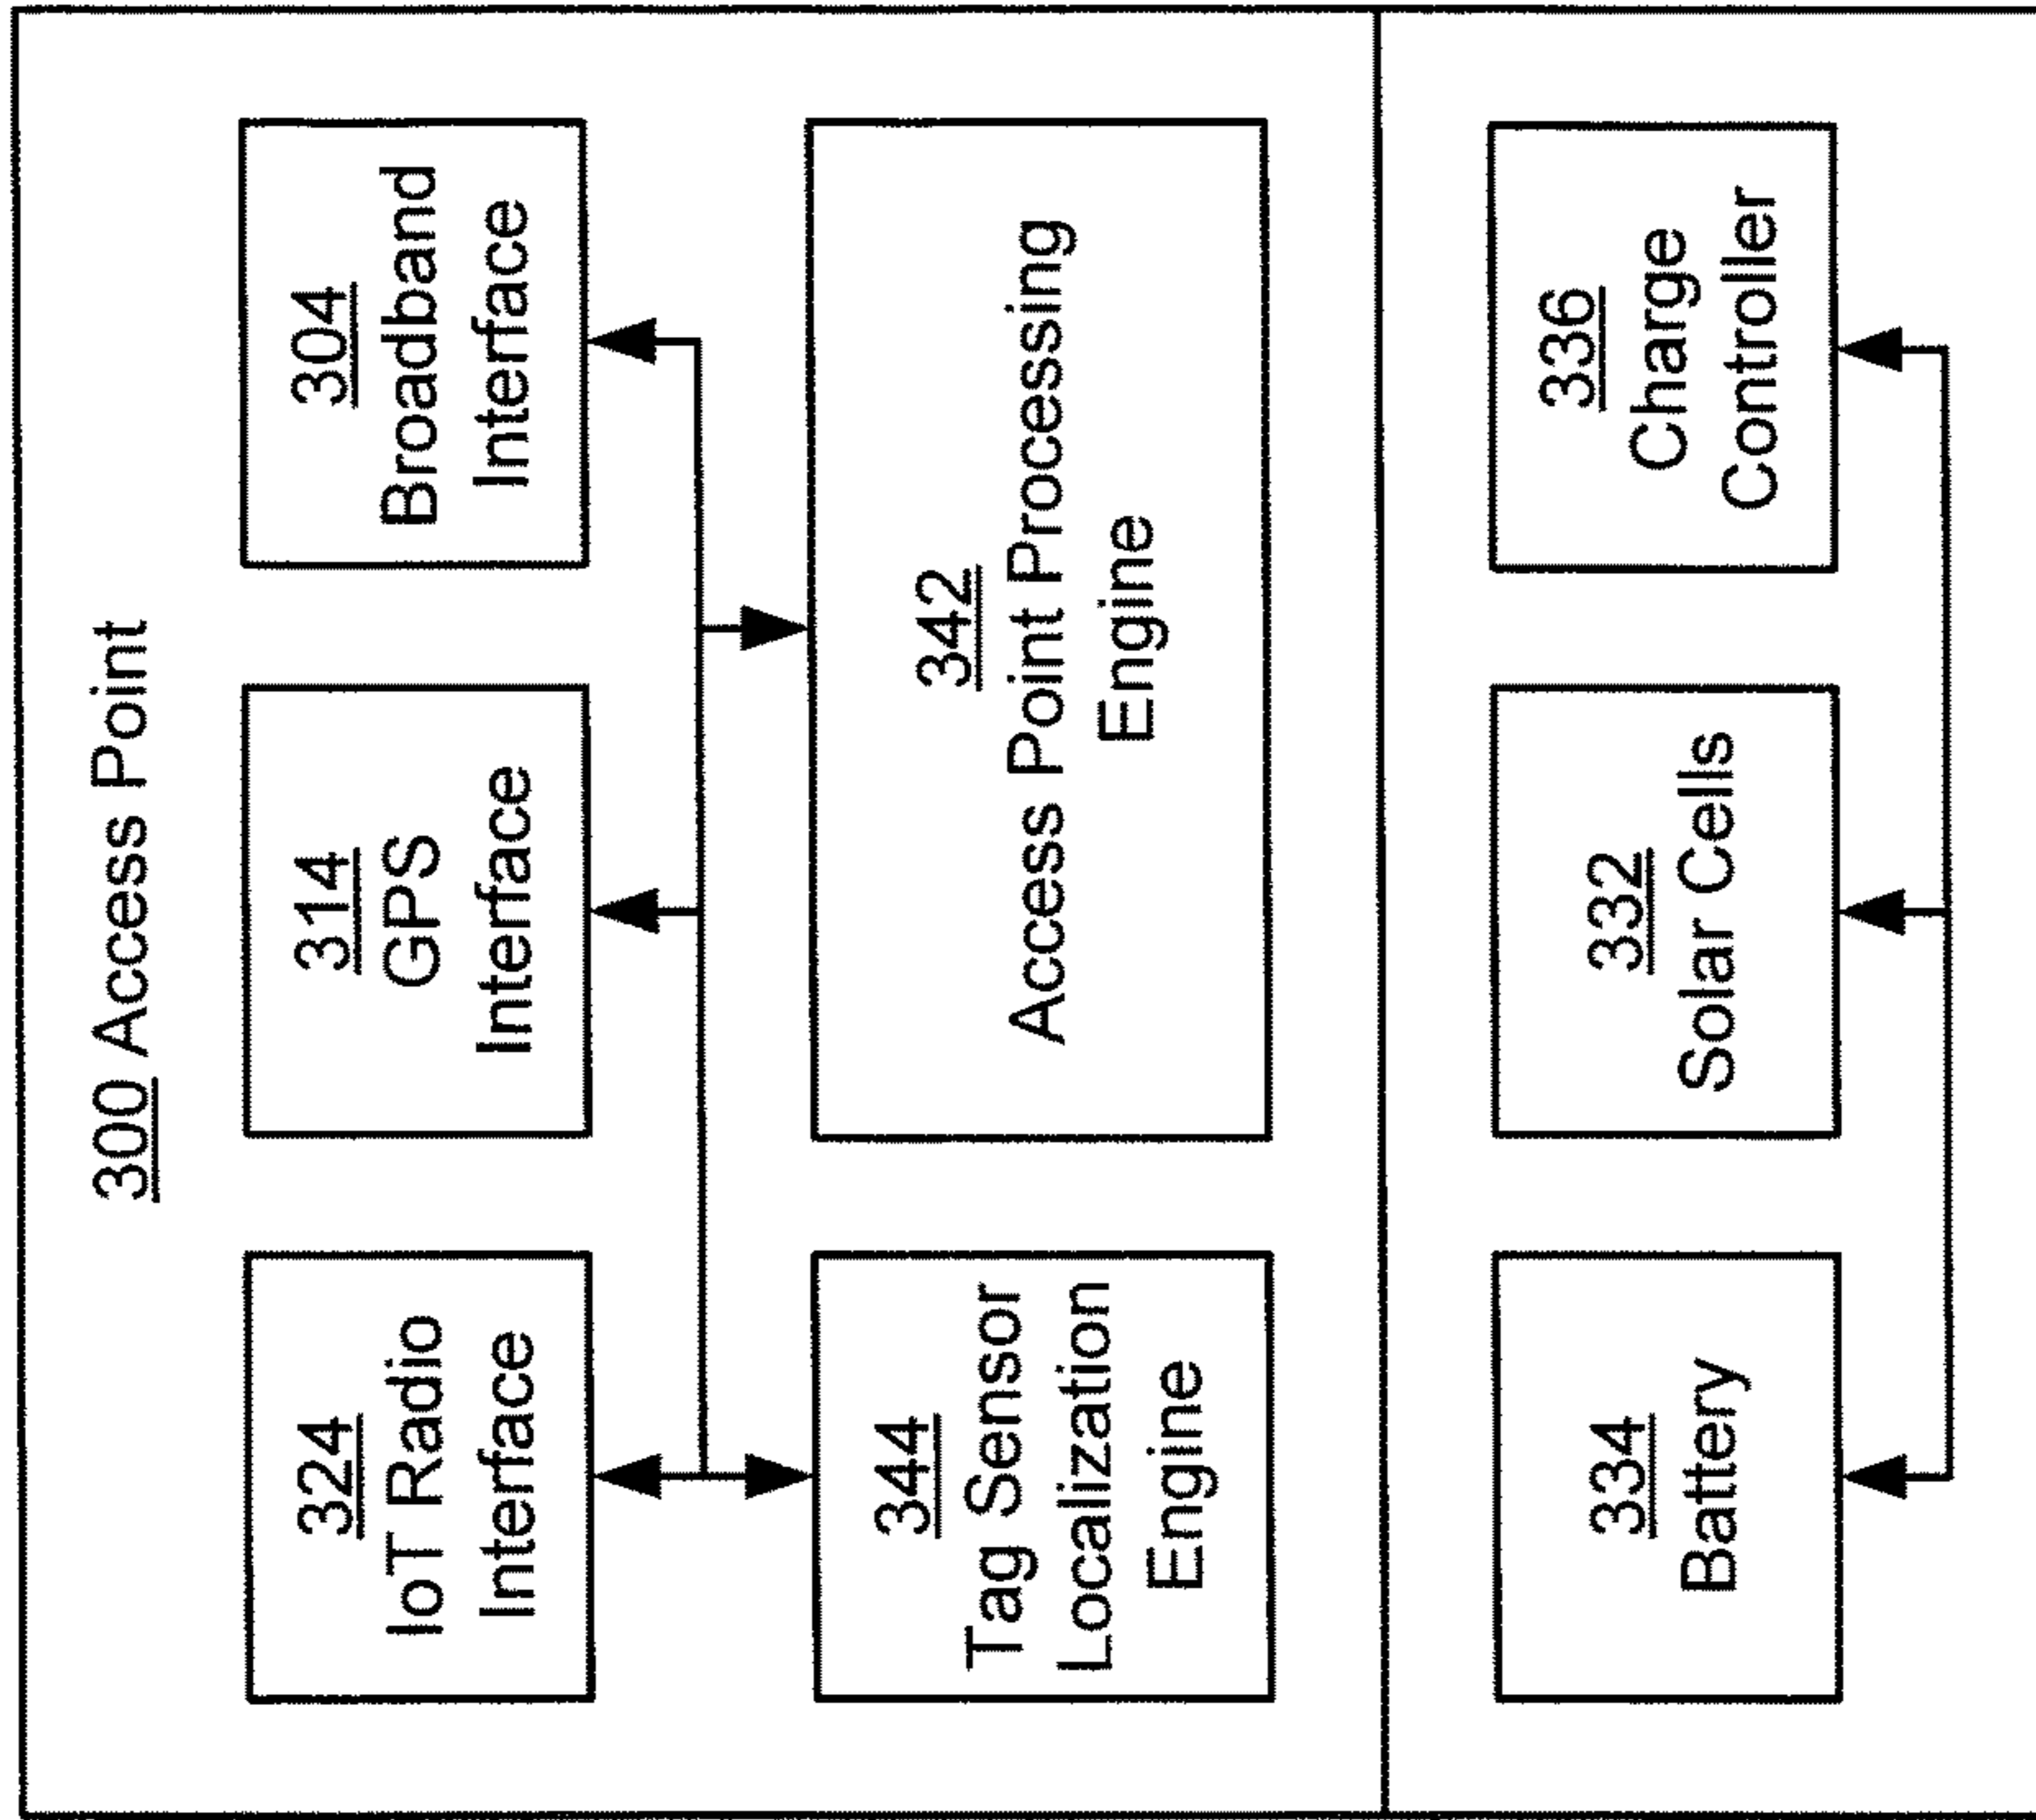 300 Access Point
324
IoT Radio
Interface
314
GPS
Interface
304
Broadband
Interface
344
Tag Sensor
Localization
Engine
342
Access Point Processing
Engine
334
Battery
332
Solar Cells
336
Charge
Controller